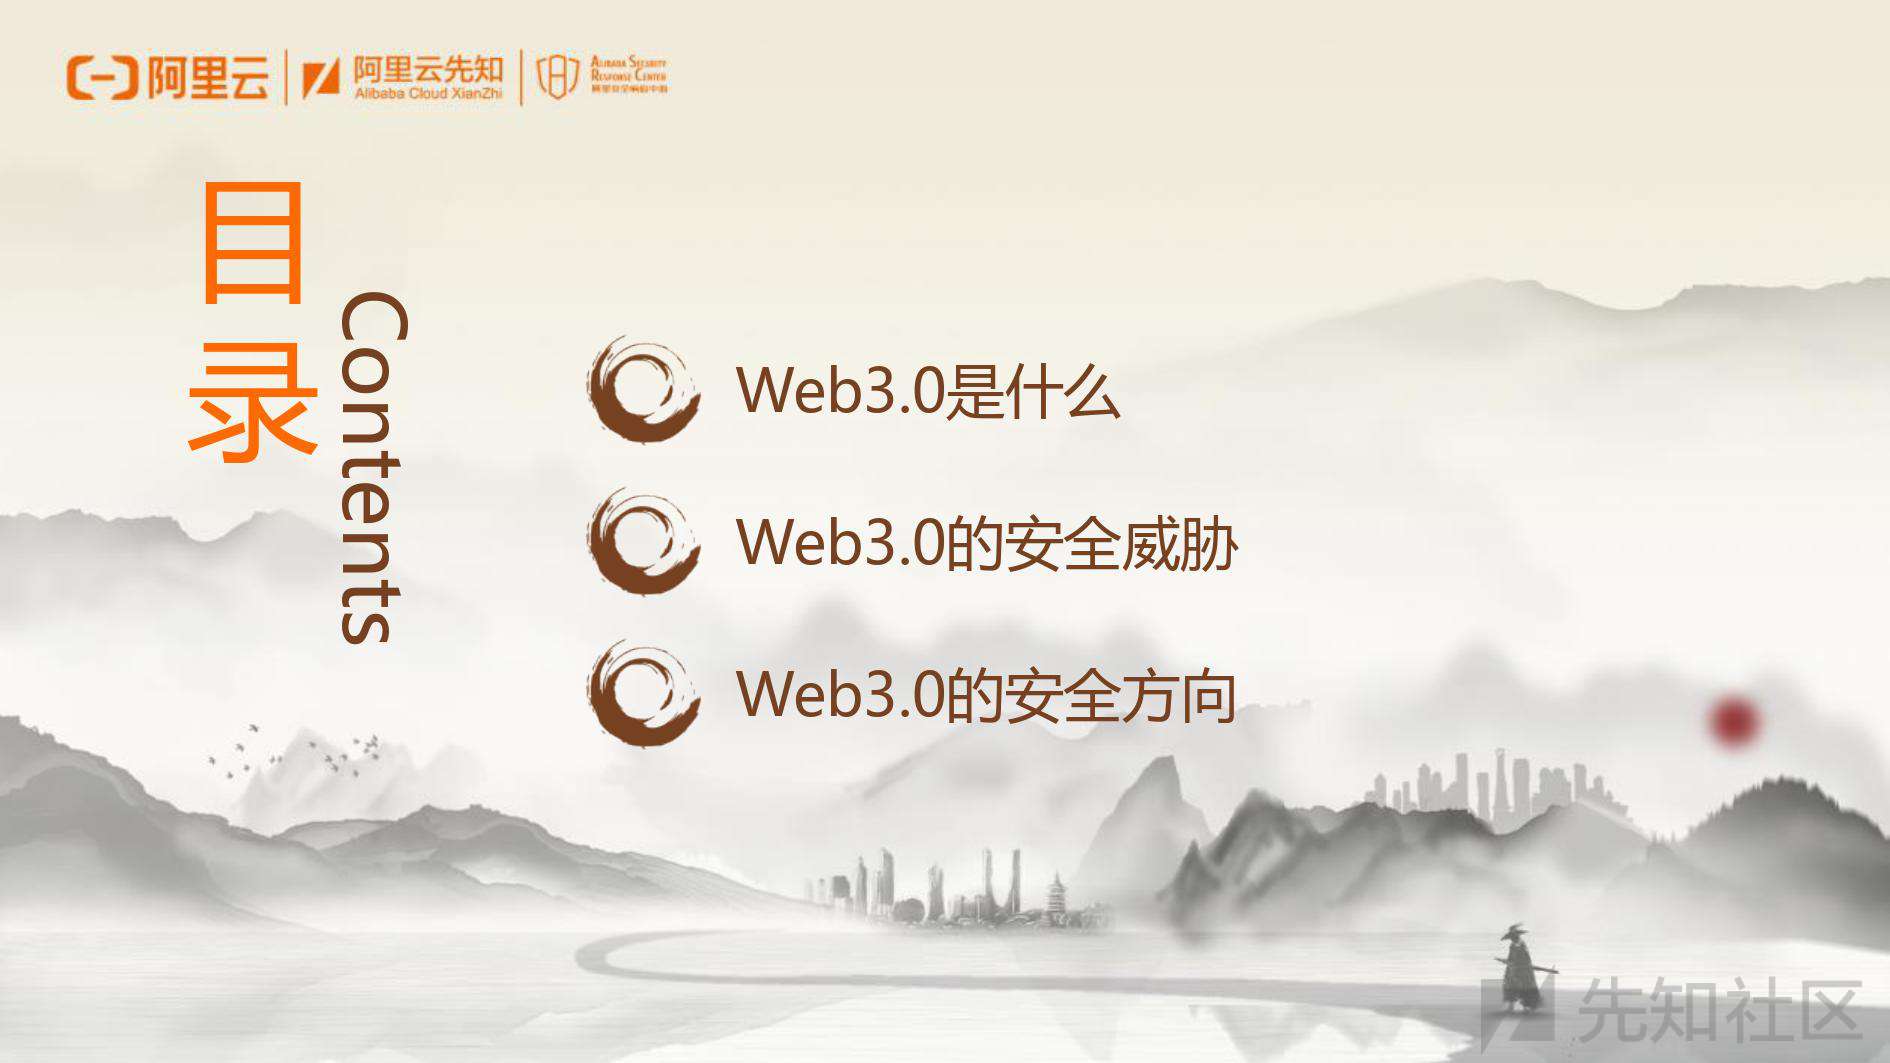 阿里云
阿里云先知
Alibaba Cloud XianZhi
ALIBABA SECURITY
RESPONSE CENTER
阿里安全响应中心
目录
Contents
Web3.0是什么
Web3.0的安全威胁
Web3.0的安全方向
先知社区